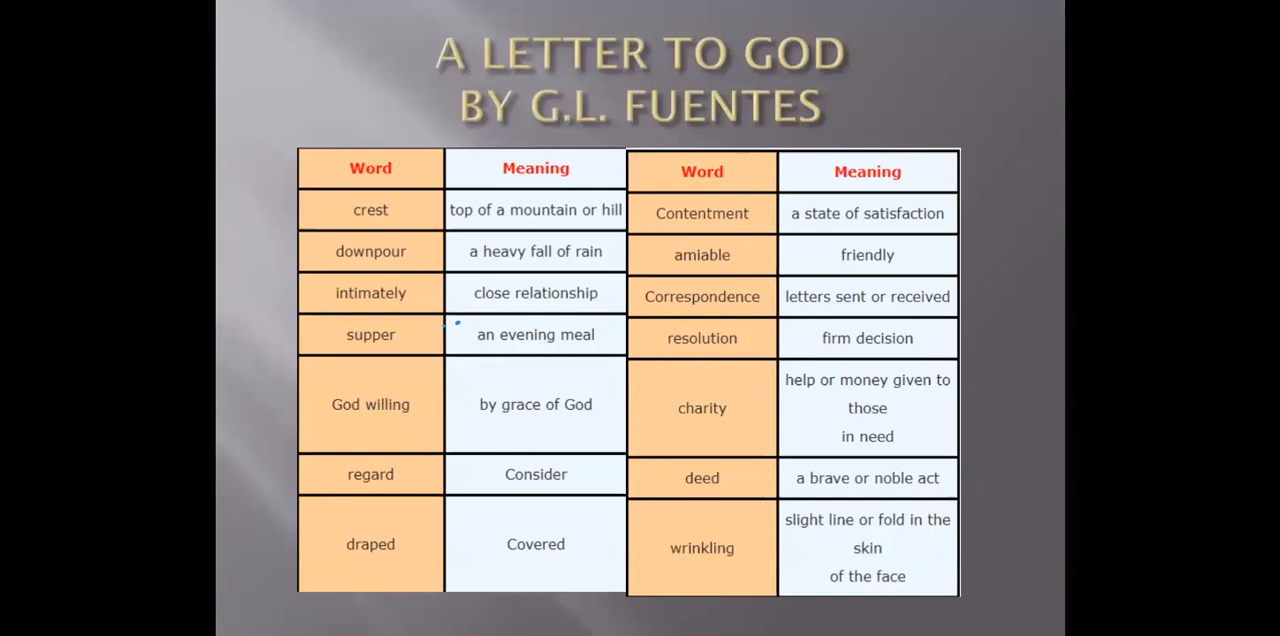 A LETTER TO GOD
BY G.L. FUENTES
Word Meaning
crest top of a mountain or hill
downpour a heavy fall of rain
intimately close relationship
supper an evening meal
God willing by grace of God
regard Consider
draped Covered
Word Meaning
Contentment a state of satisfaction
amiable friendly
Correspondence letters sent or received
resolution firm decision
charity help or money given to
those
in need
deed a brave or noble act
wrinkling slight line or fold in the
skin
of the face